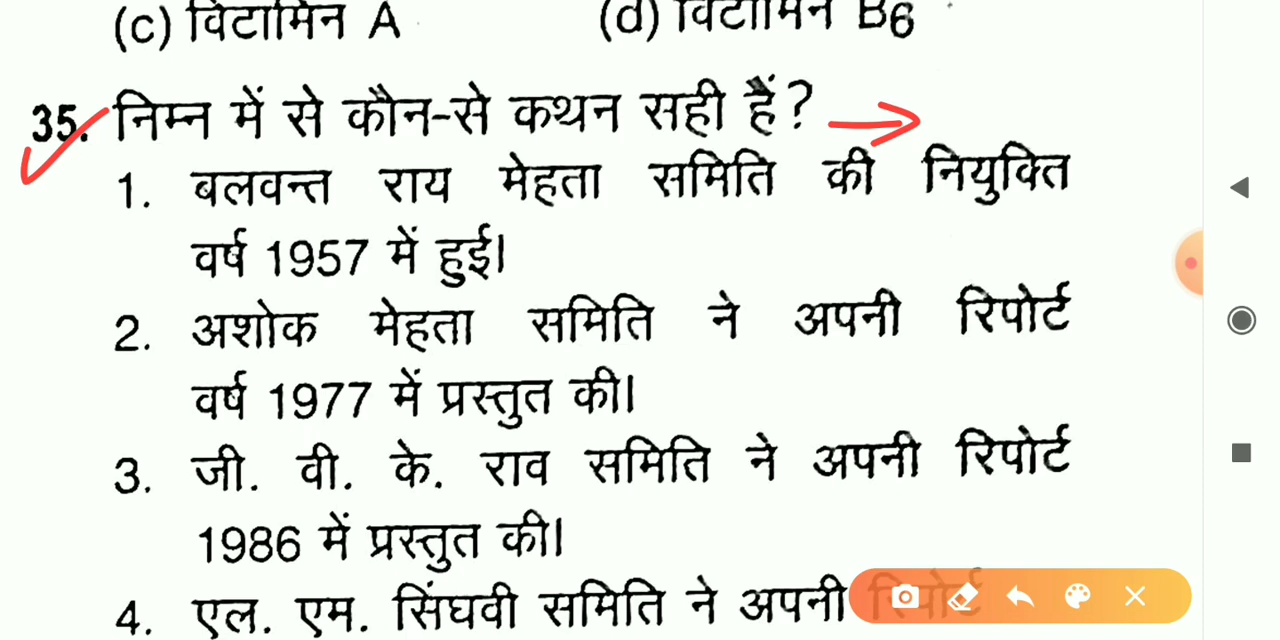 (c) विटामिन A (d) विटामिन B6
35. निम्न में से कौन-से कथन सही हैं?
1. बलवन्त राय मेहता समिति की नियुक्ति
वर्ष 1957 में हुई।
2. अशोक मेहता समिति ने अपनी रिपोर्ट
वर्ष 1977 में प्रस्तुत की।
3. जी. वी. के. राव समिति ने अपनी रिपोर्ट
1986 में प्रस्तुत की।
4. एल. एम. सिंघवी समिति ने अपनी रिपोर्ट